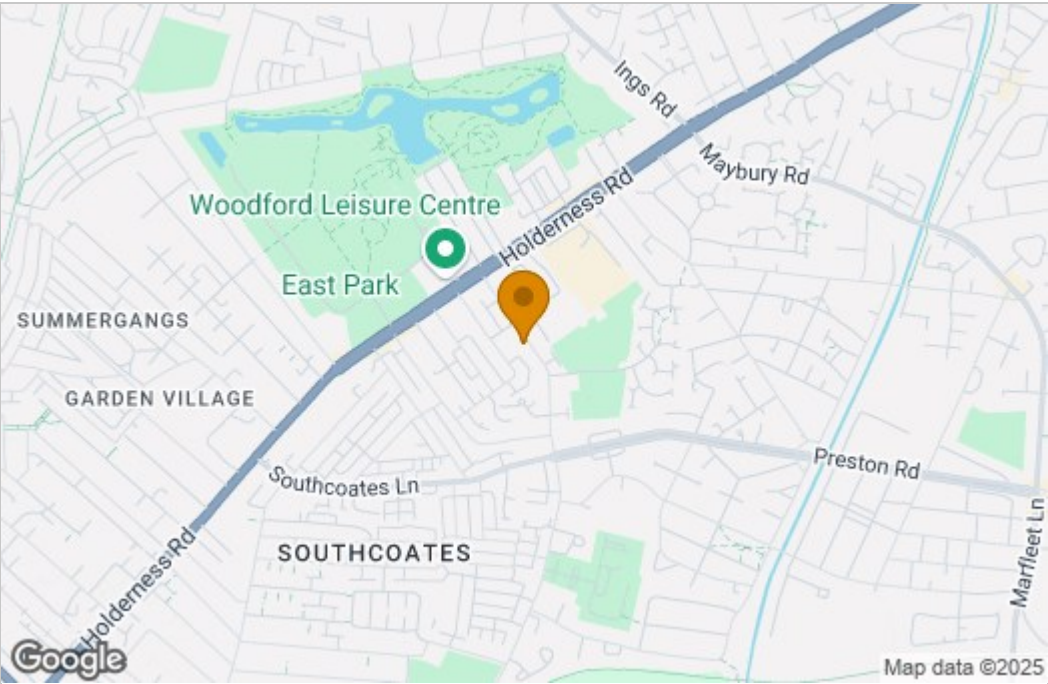 Ings Rd
Maybury Rd
Holderness Rd
Woodford Leisure Centre
East Park
SUMMERGANGS
GARDEN VILLAGE
Southcoates Ln
Preston Rd
SOUTHCOATES
Marfleet Ln
Holderness Rd
Google
Map data ©2025